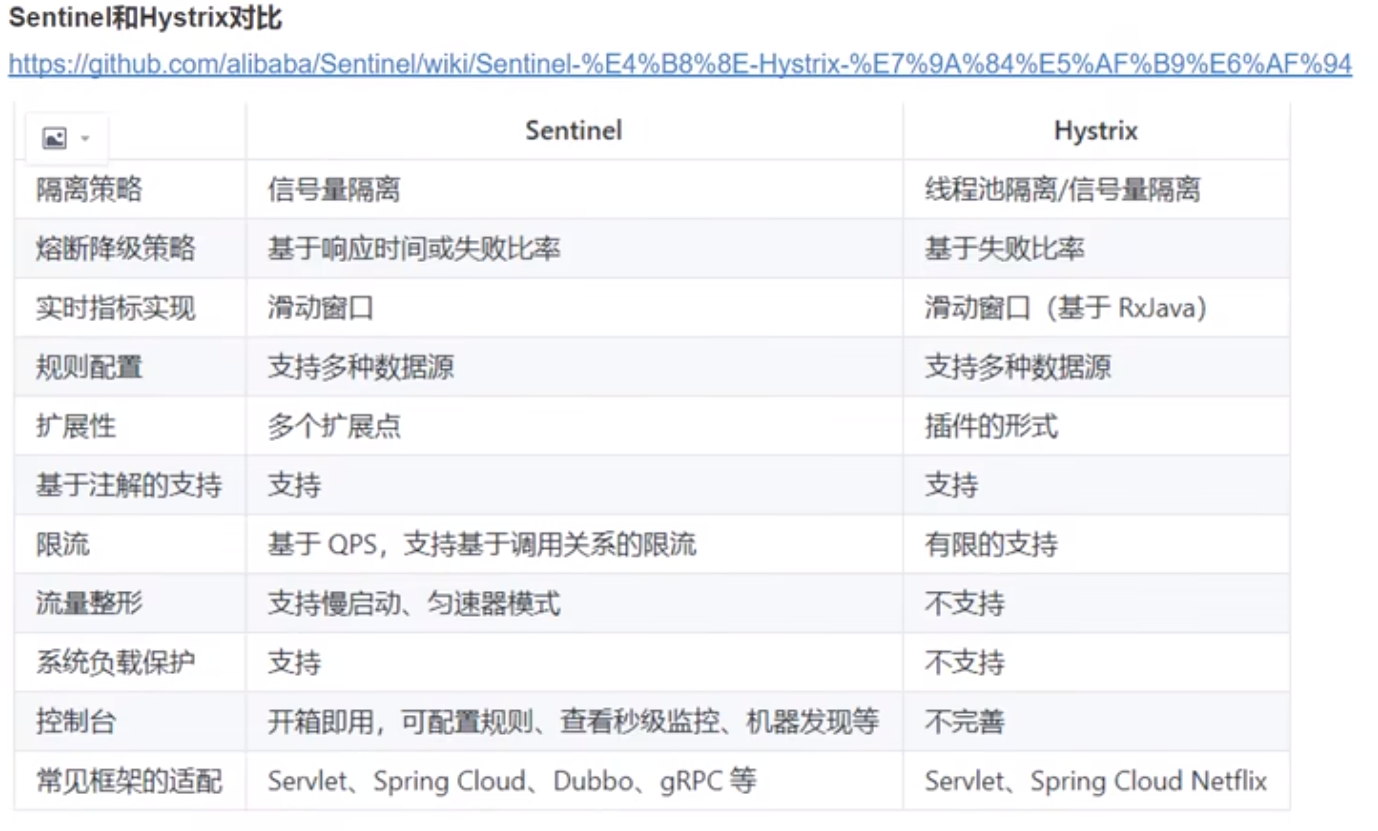 Sentinel和Hystrix对比
https://github.com/alibaba/Sentinel/wiki/Sentinel-%E4%B8%8E-Hystrix-%E7%9A%84%E5%AF%B9%E6%AF%94
Sentinel Hystrix
隔离策略 信号量隔离 线程池隔离/信号量隔离
熔断降级策略 基于响应时间或失败比率 基于失败比率
实时指标实现 滑动窗口 滑动窗口（基于 RxJava）
规则配置 支持多种数据源 支持多种数据源
扩展性 多个扩展点 插件的形式
基于注解的支持 支持 支持
限流 基于 QPS，支持基于调用关系的限流 有限的支持
流量整形 支持慢启动、匀速器模式 不支持
系统负载保护 支持 不支持
控制台 开箱即用，可配置规则、查看秒级监控、机器发现等 不完善
常见框架的适配 Servlet、Spring Cloud、Dubbo、gRPC 等 Servlet、Spring Cloud Netflix